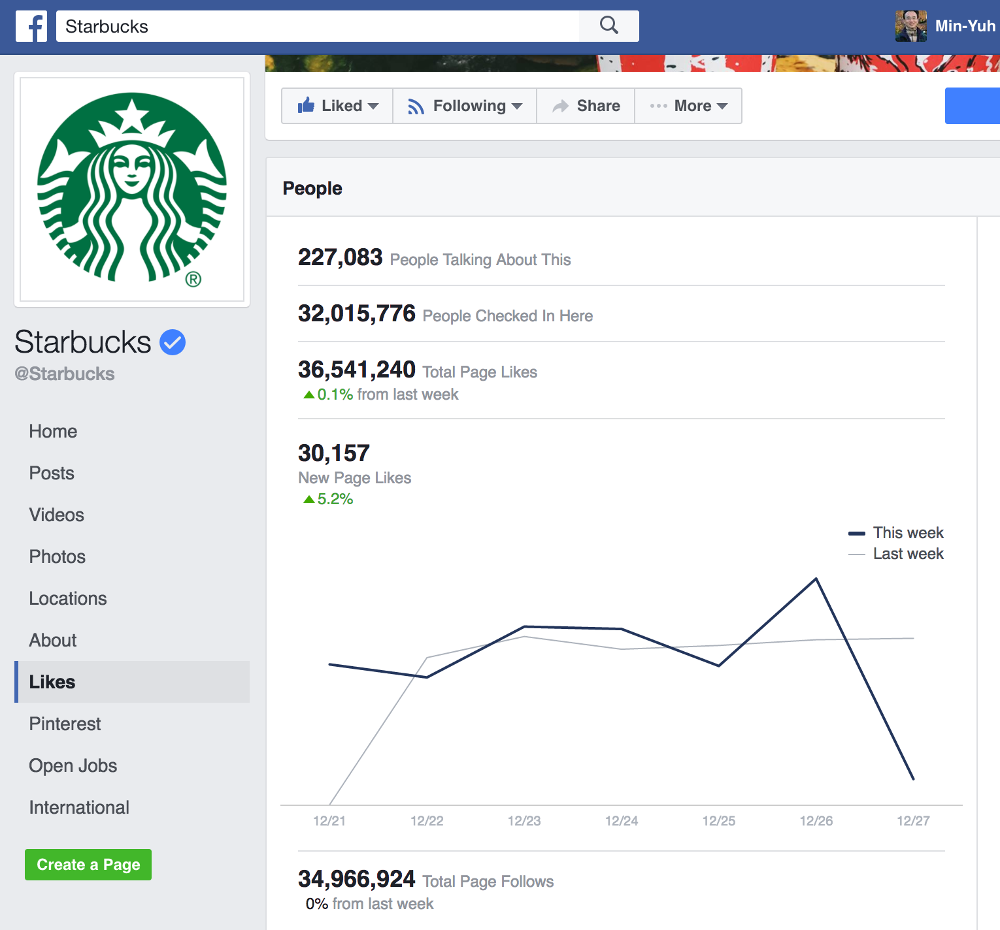 Starbucks
Min-Yuh
Liked
Following
Share
More
®
Starbucks
@Starbucks
Home
Posts
Videos
Photos
Locations
About
Likes
Pinterest
Open Jobs
International
Create a Page
People
227,083 People Talking About This
32,015,776 People Checked In Here
36,541,240 Total Page Likes
0.1% from last week
30,157
New Page Likes
5.2%
This week
Last week
12/21 12/22 12/23 12/24 12/25 12/26 12/27
34,966,924 Total Page Follows
0% from last week